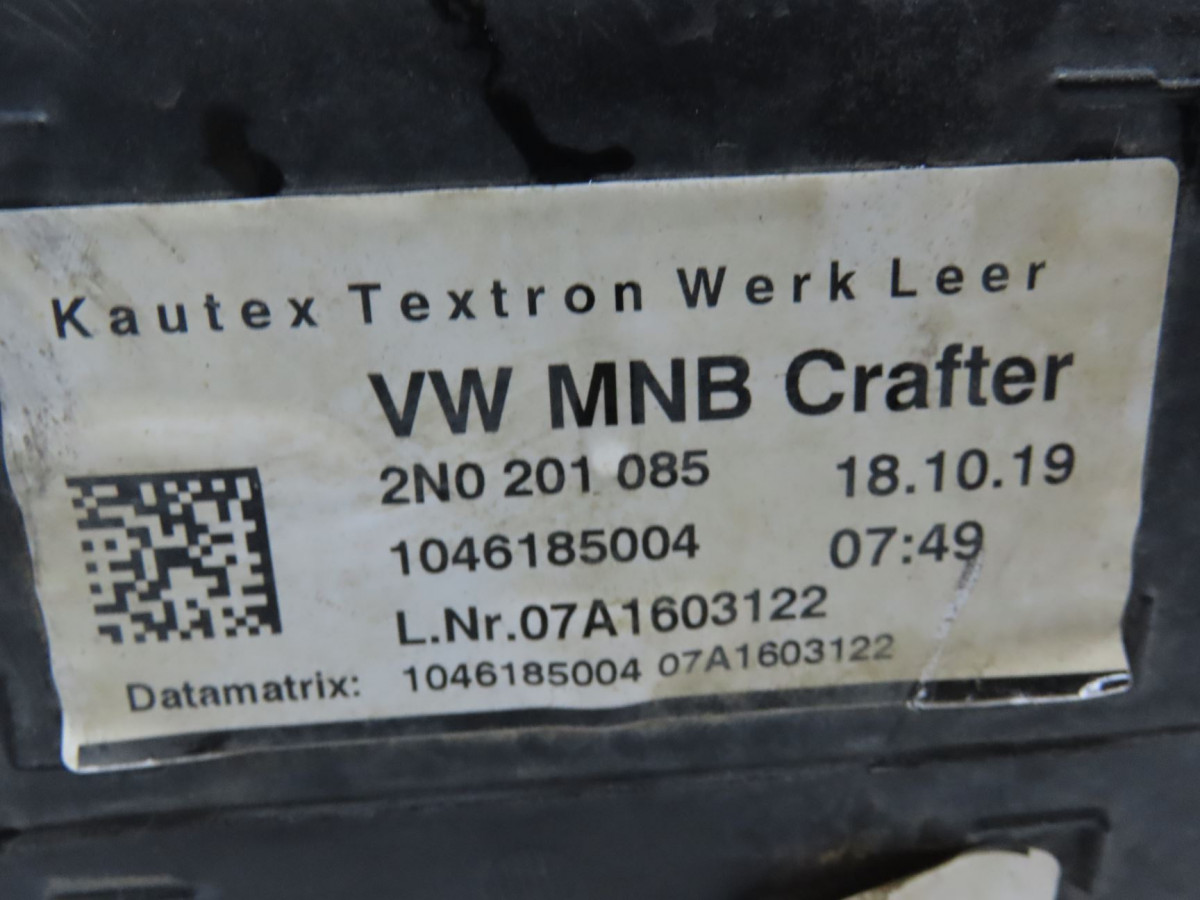 Kautex Textron Werk Leer
VW MNB Crafter
2N0 201 085 18.10.19
1046185004 07:49
L.Nr.07A1603122
Datamatrix: 1046185004 07A1603122